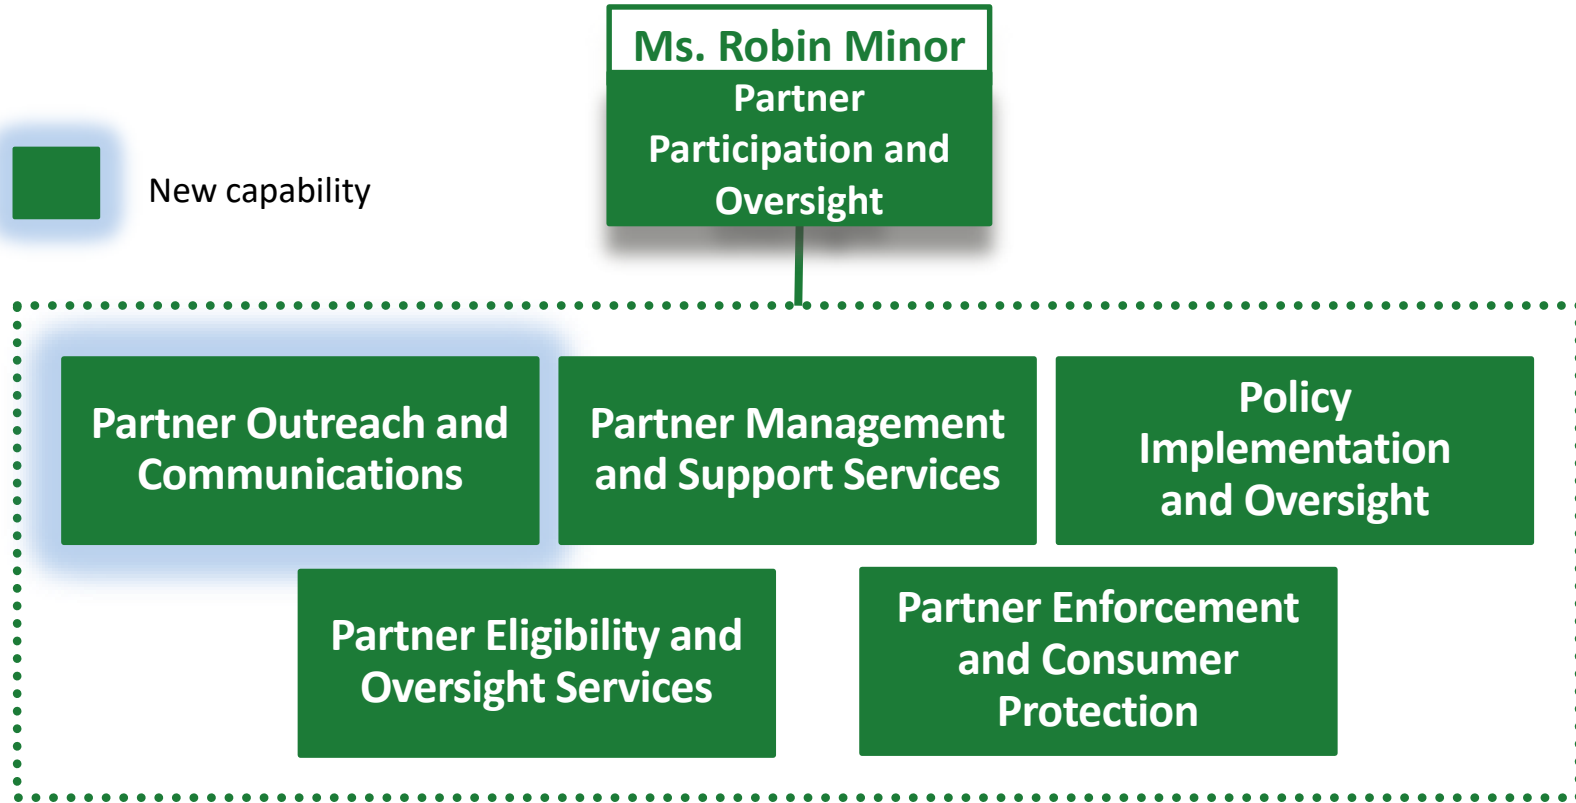 Ms. Robin Minor
Partner
Participation and
Oversight
New capability
Partner Outreach and
Communications
Partner Management
and Support Services
Policy
Implementation
and Oversight
Partner Eligibility and
Oversight Services
Partner Enforcement
and Consumer
Protection